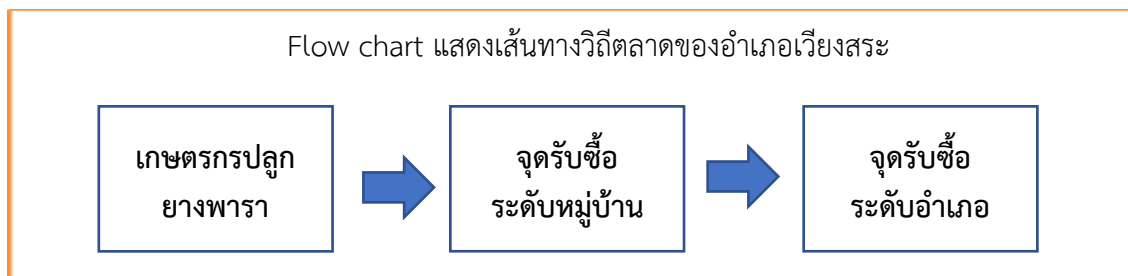 Flow chart แสดงเส้นทางวิถีตลาดของอำเภอเวียงสระ
เกษตรกรปลูก
ยางพารา
จุดรับซื้อ
ระดับหมู่บ้าน
จุดรับซื้อ
ระดับอำเภอ